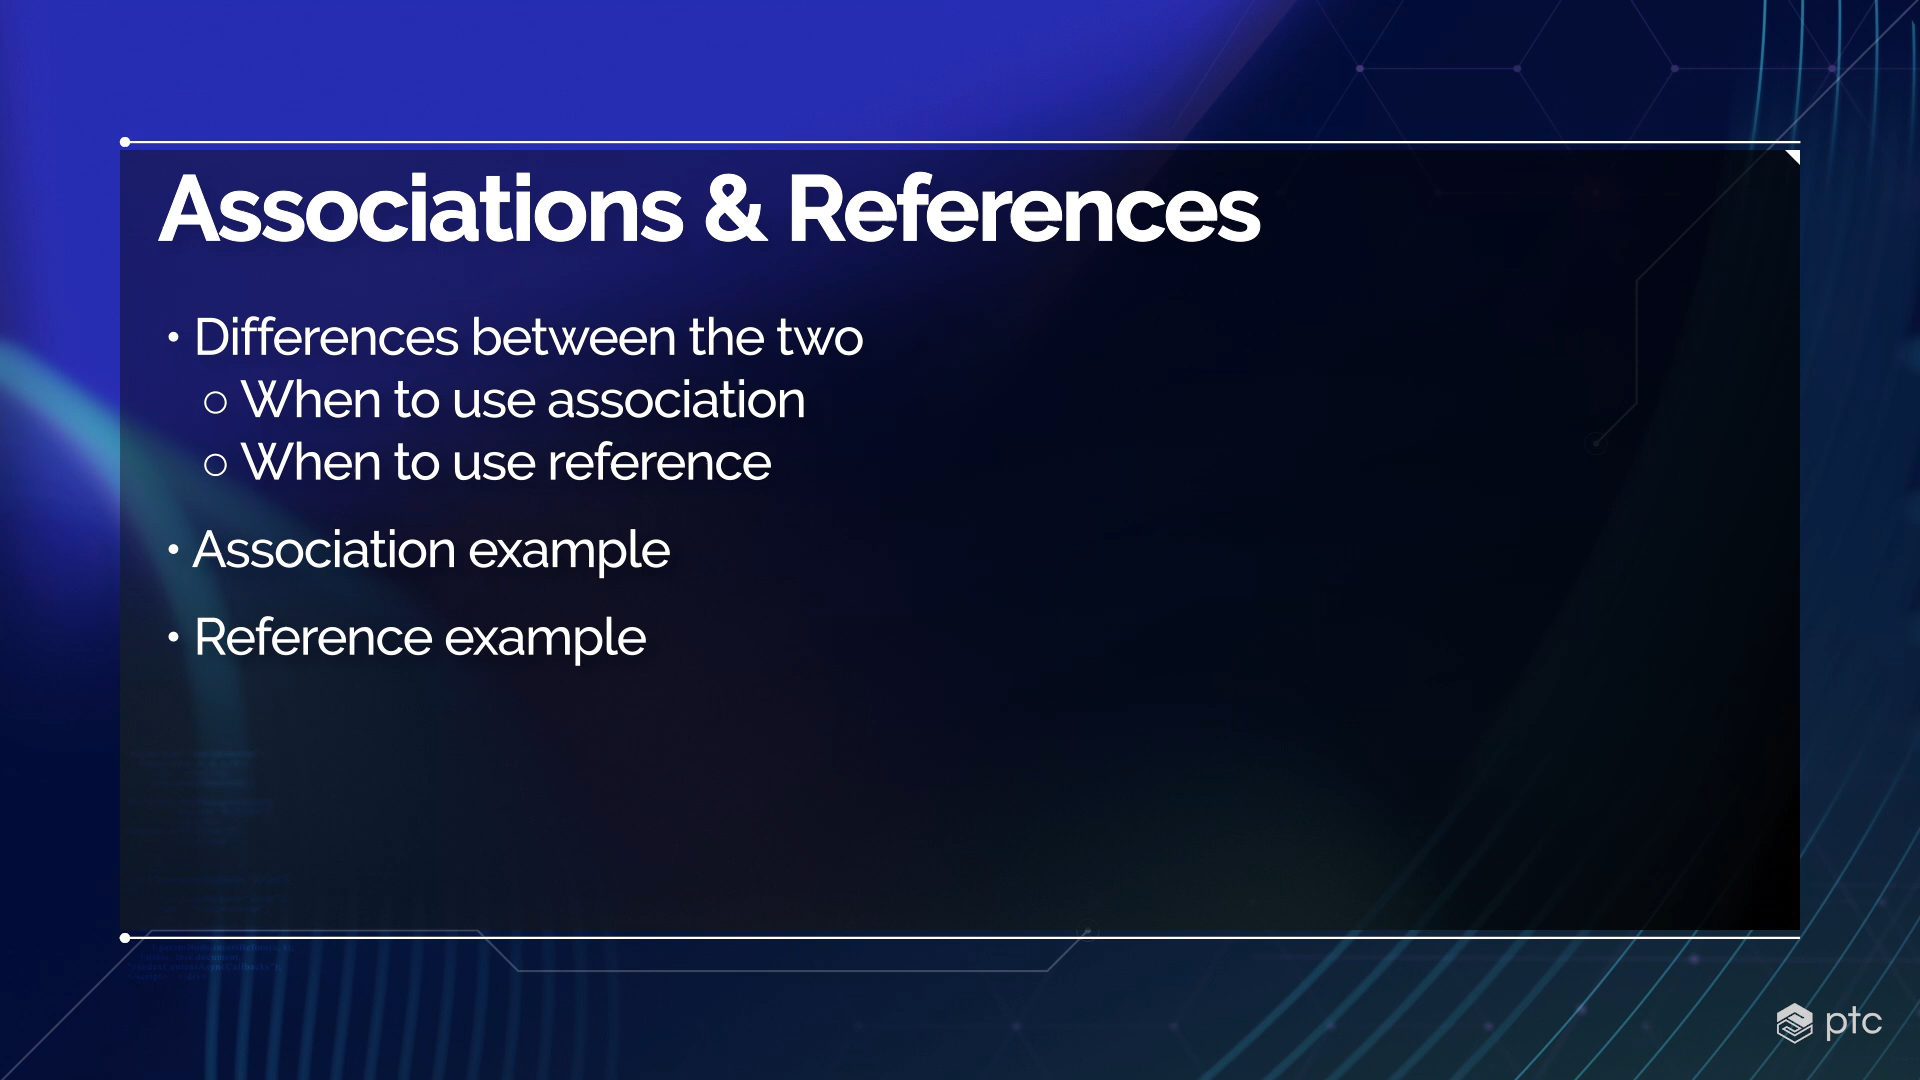 Associations & References
• Differences between the two
○ When to use association
○ When to use reference
• Association example
• Reference example
ptc